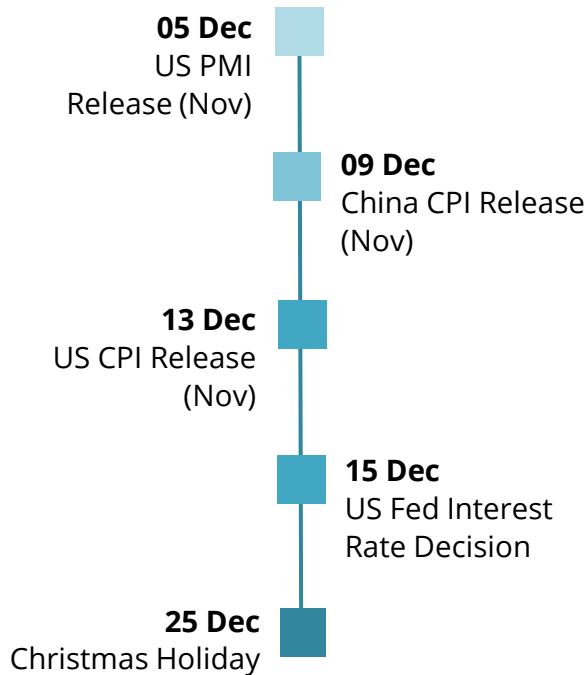 05 Dec
US PMI
Release (Nov)
09 Dec
China CPI Release
(Nov)
13 Dec
US CPI Release
(Nov)
15 Dec
US Fed Interest
Rate Decision
25 Dec
Christmas Holiday